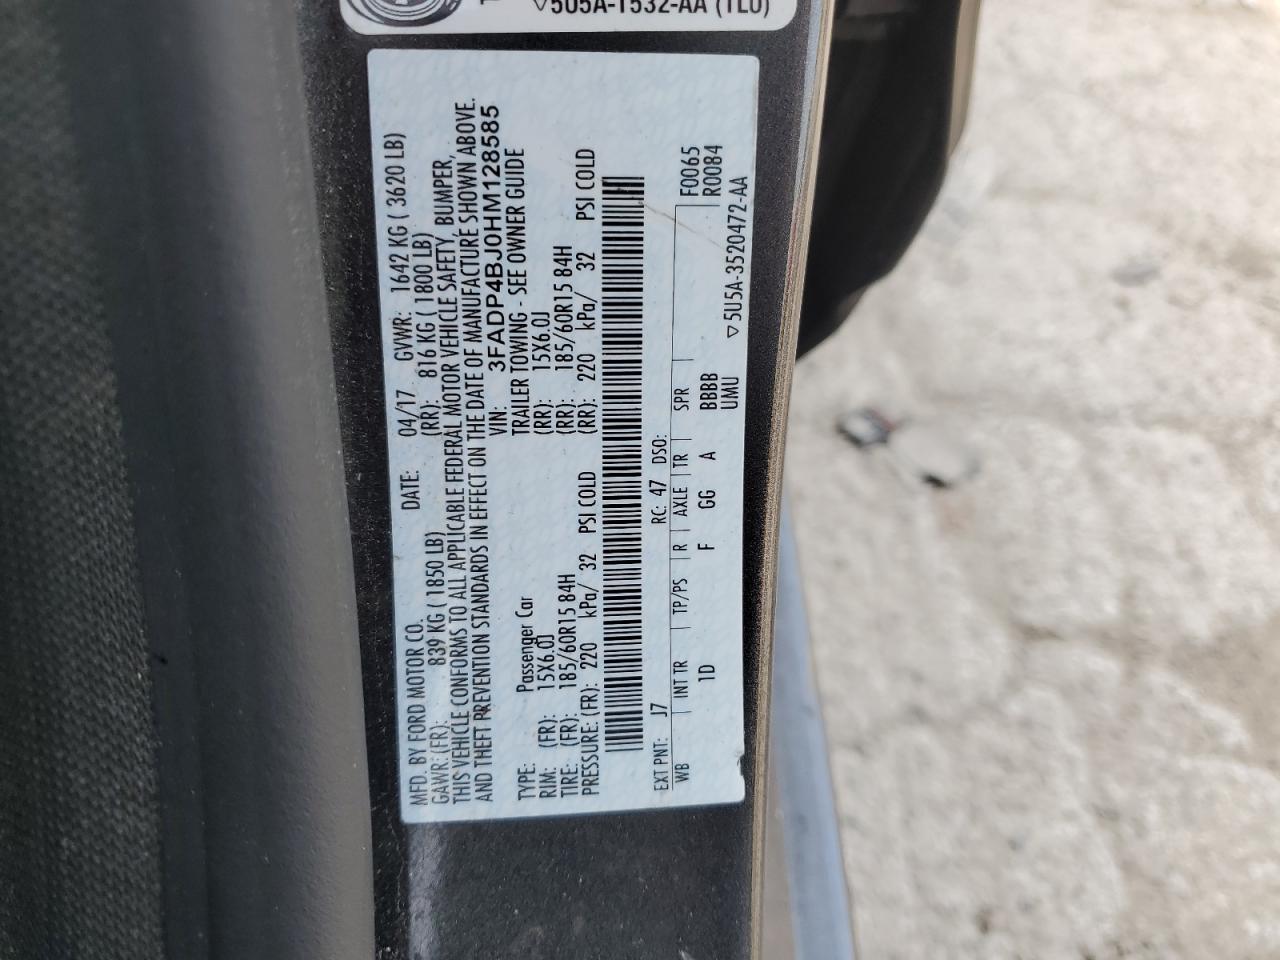 5U5A-1532-AA (TL0)
MFD. BY FORD MOTOR CO. DATE: 04/17 GVWR: 1642 KG ( 3620 LB)
GAWR:(FR): 839 KG ( 1850 LB) (RR): 816 KG ( 1800 LB)
THIS VEHICLE CONFORMS TO ALL APPLICABLE FEDERAL MOTOR VEHICLE SAFETY, BUMPER,
AND THEFT PREVENTION STANDARDS IN EFFECT ON THE DATE OF MANUFACTURE SHOWN ABOVE.
VIN: 3FADP4BJ0HM128585
TYPE: Passenger Car TRAILER TOWING - SEE OWNER GUIDE
RIM: (FR): 15X6.0J (RR): 15X6.0J
TIRE: (FR): 185/60R15 84H (RR): 185/60R15 84H
PRESSURE: (FR): 220 kPa/ 32 PSI COLD (RR): 220 kPa/ 32 PSI COLD
EXT PNT: J7 RC: 47 DSO: F0065
WB INT TR TP/PS R AXLE TR SPR R0084
1D F GG A BBBB
UMU
▽5U5A-3520472-AA